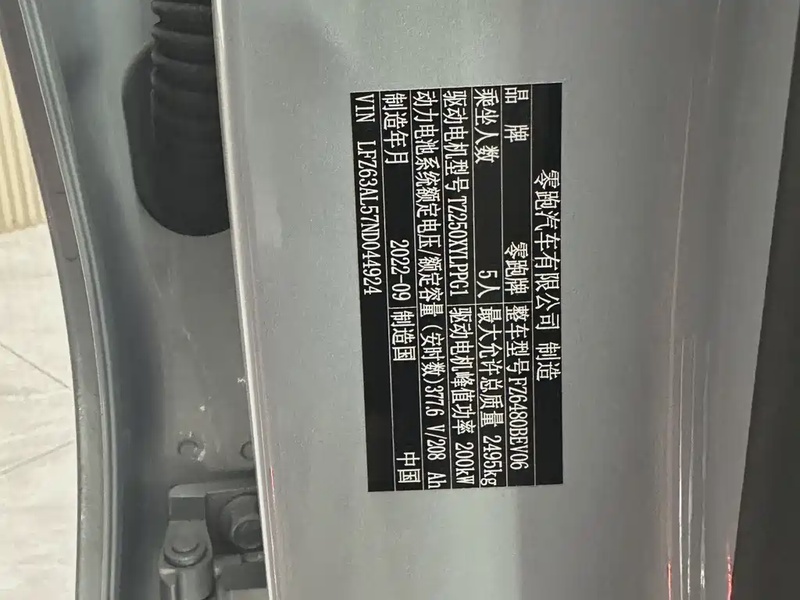 零跑汽车有限公司 制造
品 牌 零跑牌 整车型号 FZ6480BEV06
乘坐人数 5人 最大允许总质量 2495kg
驱动电机型号 TZ250XYLPPG1 驱动电机峰值功率 200kW
动力电池系统额定电压/额定容量(安时数)377.6 V/208 Ah
制造年月 2022-09 制造国 中国
VIN LFZ63AL57ND044924